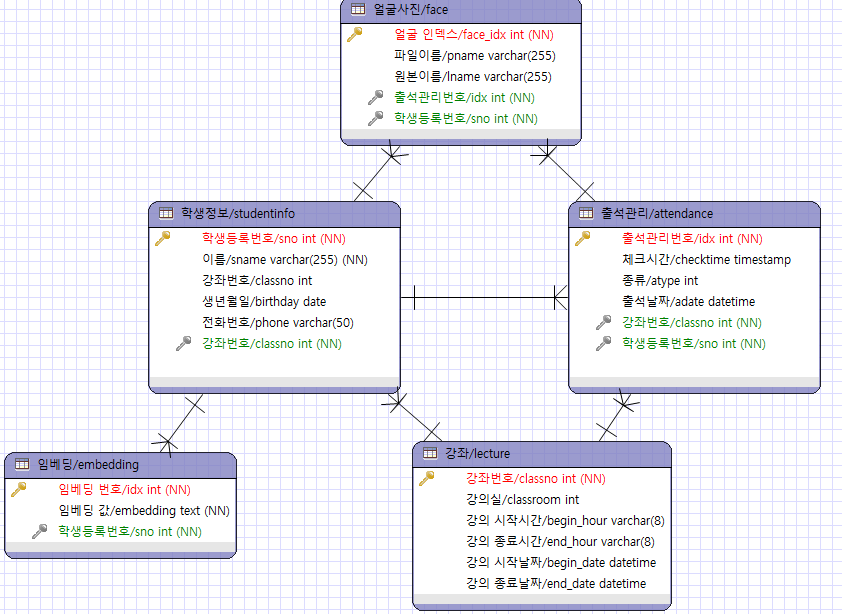 얼굴사진/face
얼굴 인덱스/face_idx int (NN)
파일이름/pname varchar(255)
원본이름/lname varchar(255)
출석관리번호/idx int (NN)
학생등록번호/sno int (NN)
학생정보/studentinfo
학생등록번호/sno int (NN)
이름/sname varchar(255) (NN)
강좌번호/classno int
생년월일/birthday date
전화번호/phone varchar(50)
강좌번호/classno int (NN)
출석관리/attendance
출석관리번호/idx int (NN)
체크시간/checktime timestamp
종류/atype int
출석날짜/adate datetime
강좌번호/classno int (NN)
학생등록번호/sno int (NN)
임베딩/embedding
임베딩 번호/idx int (NN)
임베딩 값/embedding text (NN)
학생등록번호/sno int (NN)
강좌/lecture
강좌번호/classno int (NN)
강의실/classroom int
강의 시작시간/begin_hour varchar(8)
강의 종료시간/end_hour varchar(8)
강의 시작날짜/begin_date datetime
강의 종료날짜/end_date datetime